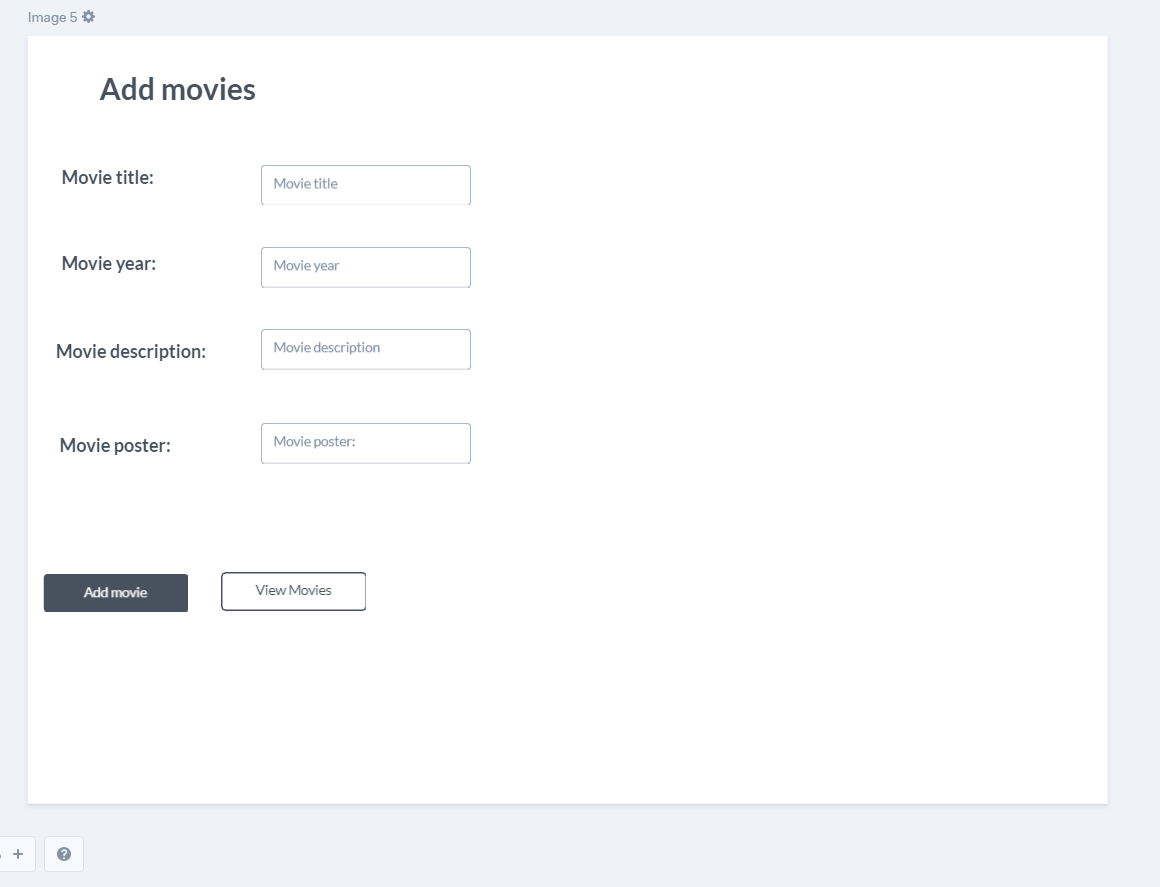 Image 5
Add movies
Movie title:
Movie title
Movie year:
Movie year
Movie description:
Movie description
Movie poster:
Movie poster:
Add movie
View Movies
+
?